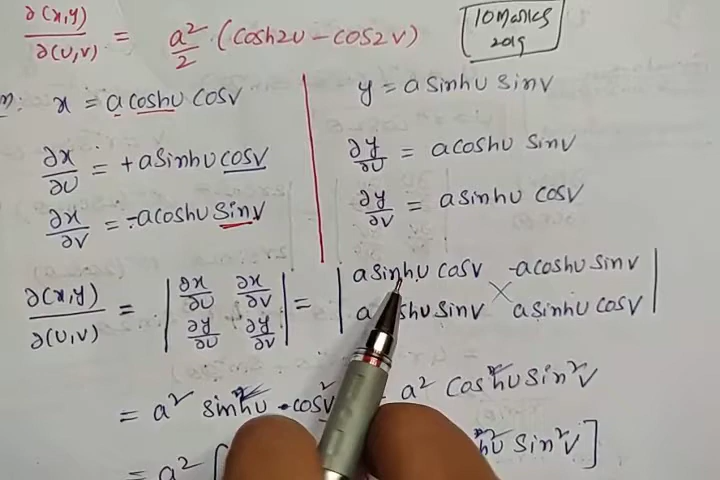 ∂(x,y)/∂(u,v) = a²/2 · (cosh2u - cos2v)
10 Marks
2019
x = a coshu cosv
y = a sinhu sinv
∂x/∂u = +a sinhu cosv
∂y/∂u = a coshu sinv
∂x/∂v = -a coshu sinv
∂y/∂v = a sinhu cosv
∂(x,y)/∂(u,v) = | ∂x/∂u ∂x/∂v | = | a sinhu cosv -a coshu sinv |
| ∂y/∂u ∂y/∂v | | a sinv a sinhu cosv |
= a² sinh²u · cos²v a² cosh²u sin²v
= a² [ sin²v ]